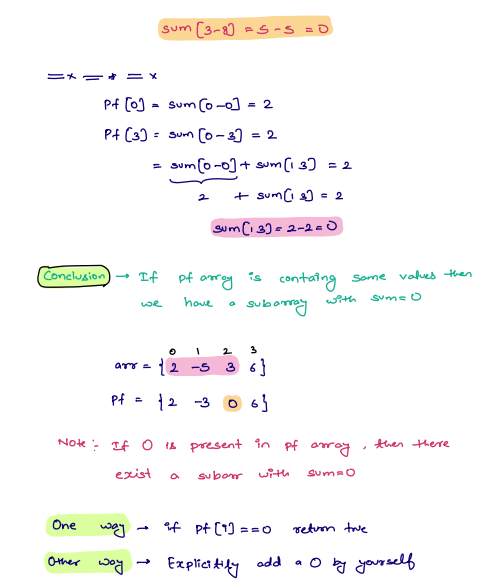 sum [3-8] = 5 - 5 = 0
Pf [0] = sum [0-0] = 2
Pf [3] = sum [0-3] = 2
= sum [0-0] + sum [1 3] = 2
2 + sum [1 3] = 2
sum [1 3] = 2-2=0
Conclusion → If pf array is containg same values then
we have a subarray with sum=0
0 1 2 3
arr = { 2 -5 3 6 }
Pf = { 2 -3 0 6 }
Note :- If 0 is present in pf array , then there
exist a subarr with sum=0
One way → if Pf [i] == 0 return true
Other way → Explicitify add a 0 by yourself